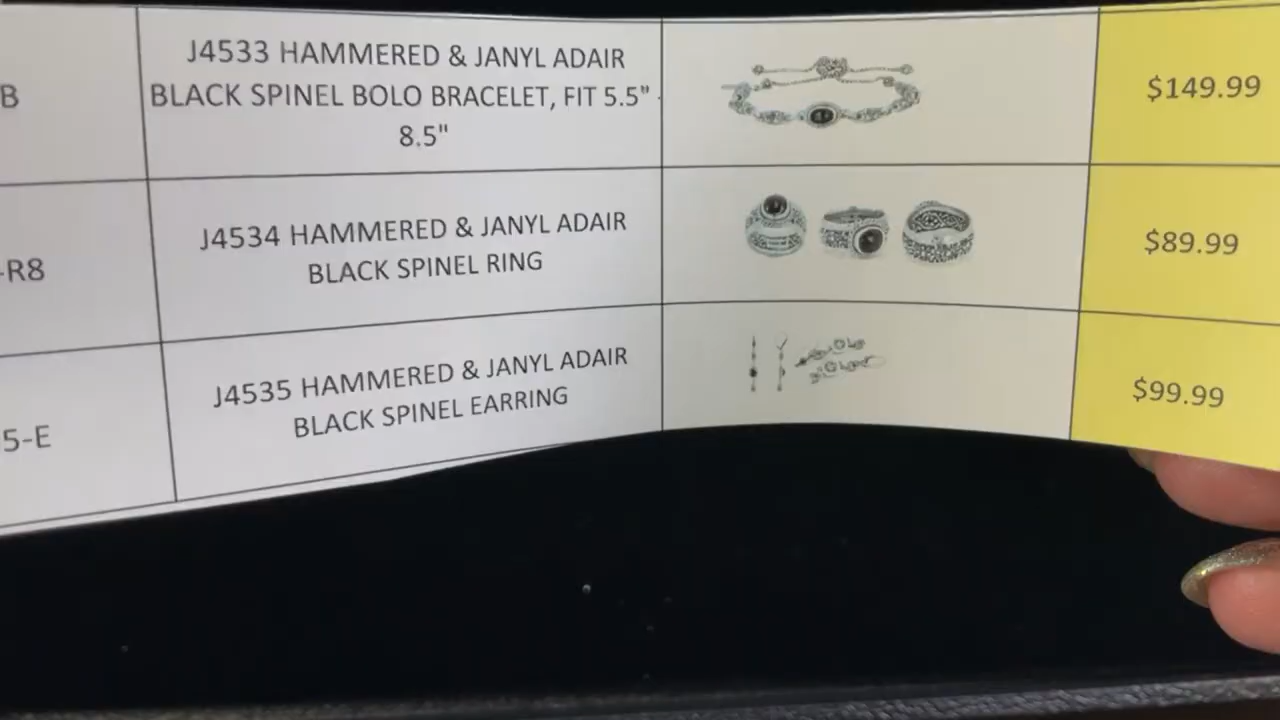 B
J4533 HAMMERED & JANYL ADAIR
BLACK SPINEL BOLO BRACELET, FIT 5.5" -
8.5"
$149.99
-R8
J4534 HAMMERED & JANYL ADAIR
BLACK SPINEL RING
$89.99
5-E
J4535 HAMMERED & JANYL ADAIR
BLACK SPINEL EARRING
$99.99